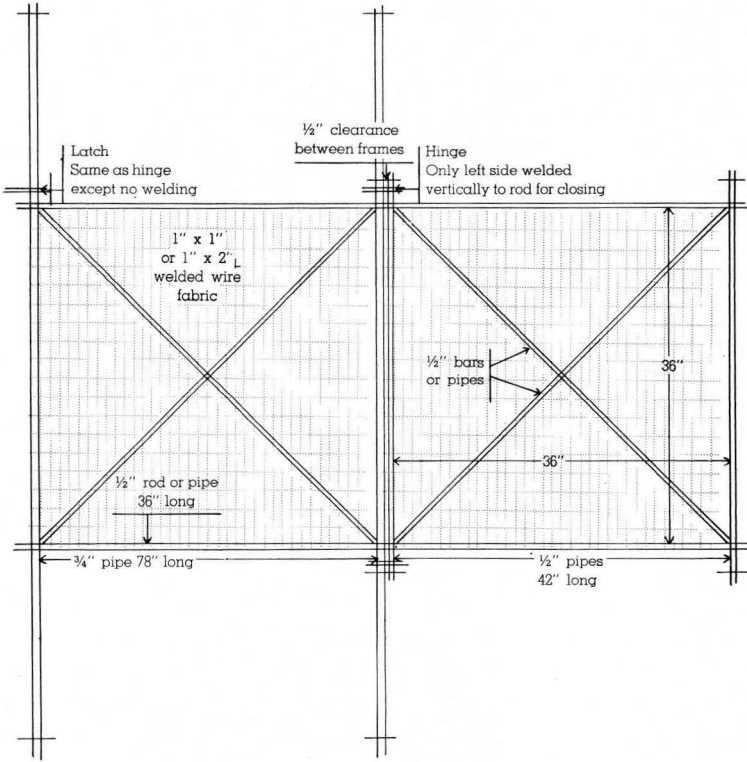 ½″ clearance
between frames
Latch
Same as hinge
except no welding
Hinge
Only left side welded
vertically to rod for closing
1″ x 1″
or 1″ x 2″
welded wire
fabric
½″ bars
or pipes
36″
36″
½″ rod or pipe
36″ long
¾″ pipe 78″ long
½″ pipes
42″ long